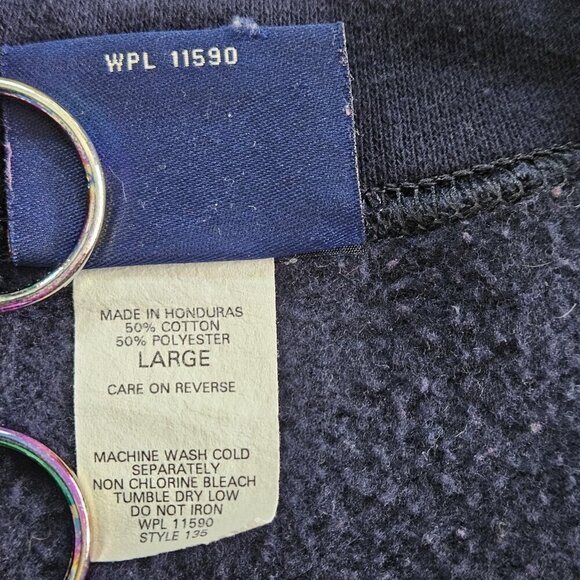 WPL 11590
MADE IN HONDURAS
50% COTTON
50% POLYESTER
LARGE
CARE ON REVERSE
MACHINE WASH COLD
SEPARATELY
NON CHLORINE BLEACH
TUMBLE DRY LOW
DO NOT IRON
WPL 11590
STYLE 135